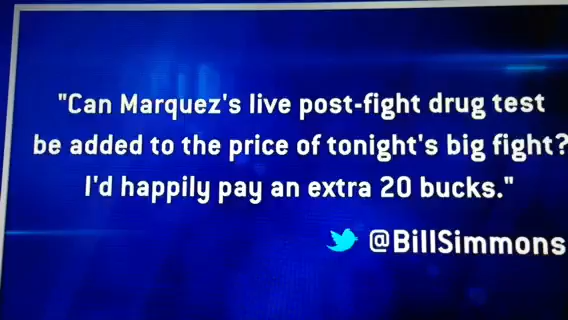 "Can Marquez's live post-fight drug test
be added to the price of tonight's big fight?
I'd happily pay an extra 20 bucks."
@BillSimmons